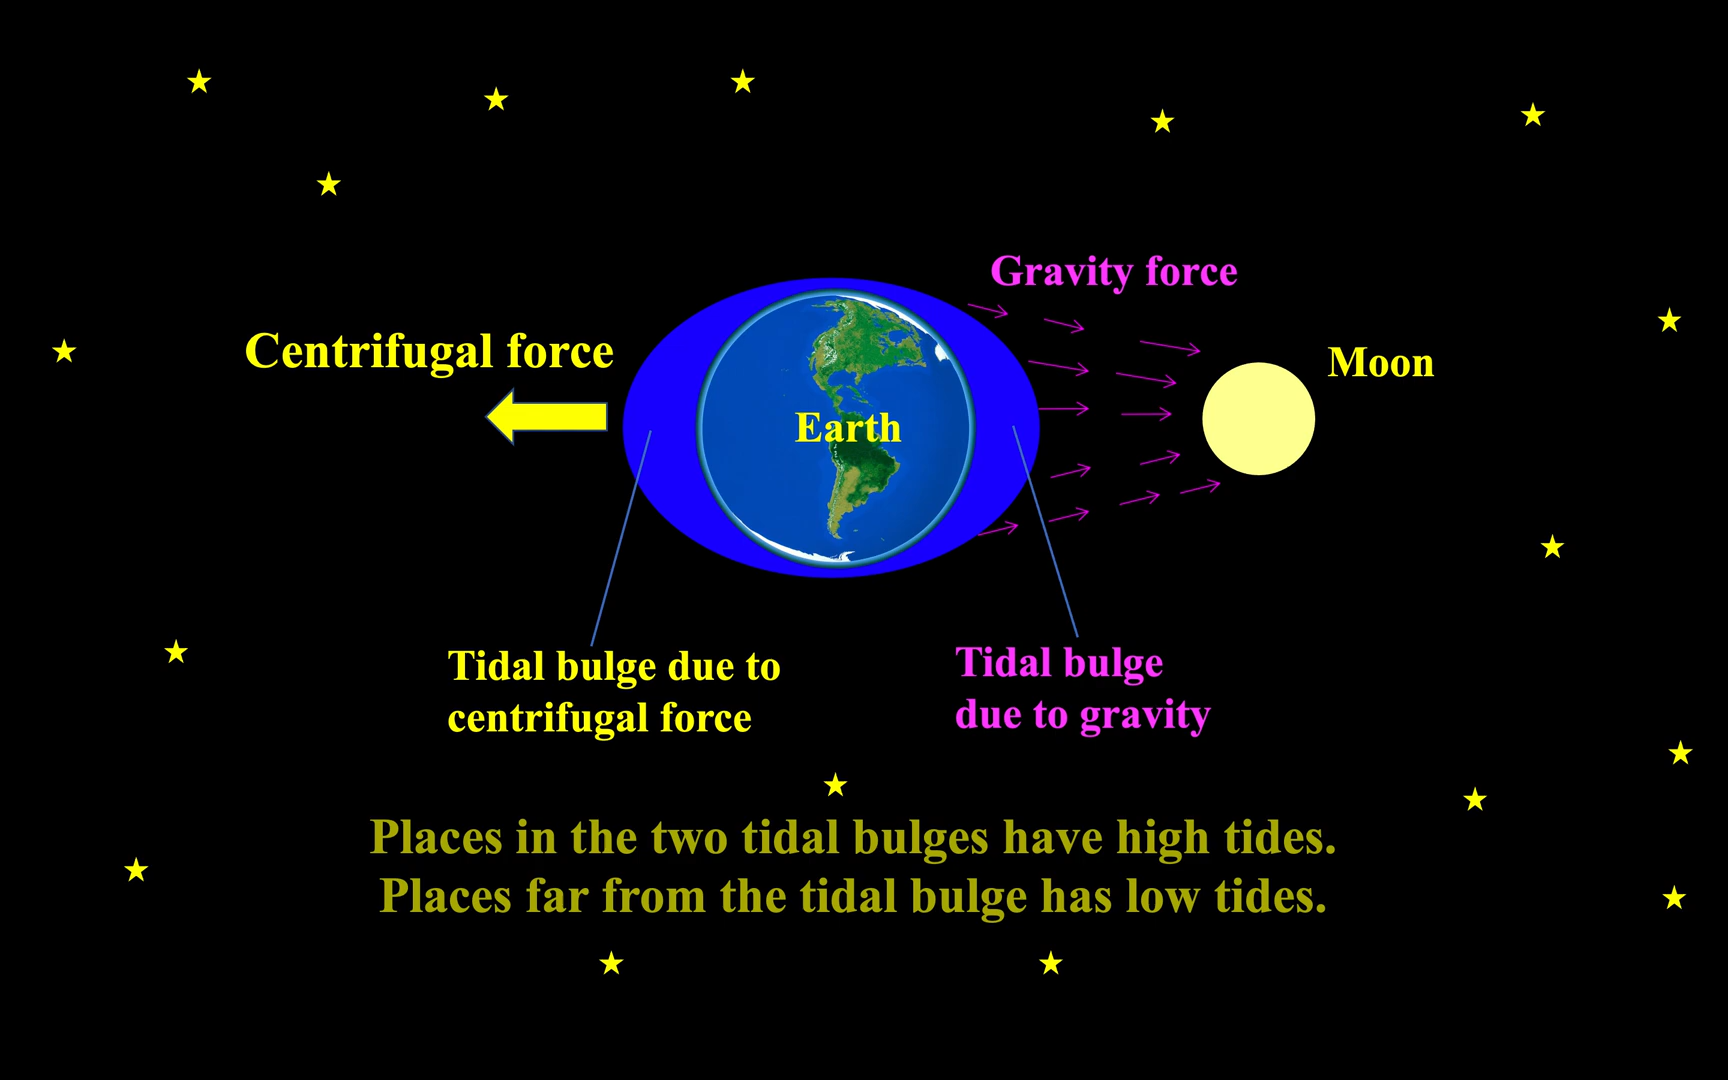 Gravity force
Centrifugal force
Moon
Earth
Tidal bulge due to
centrifugal force
Tidal bulge
due to gravity
Places in the two tidal bulges have high tides.
Places far from the tidal bulge has low tides.